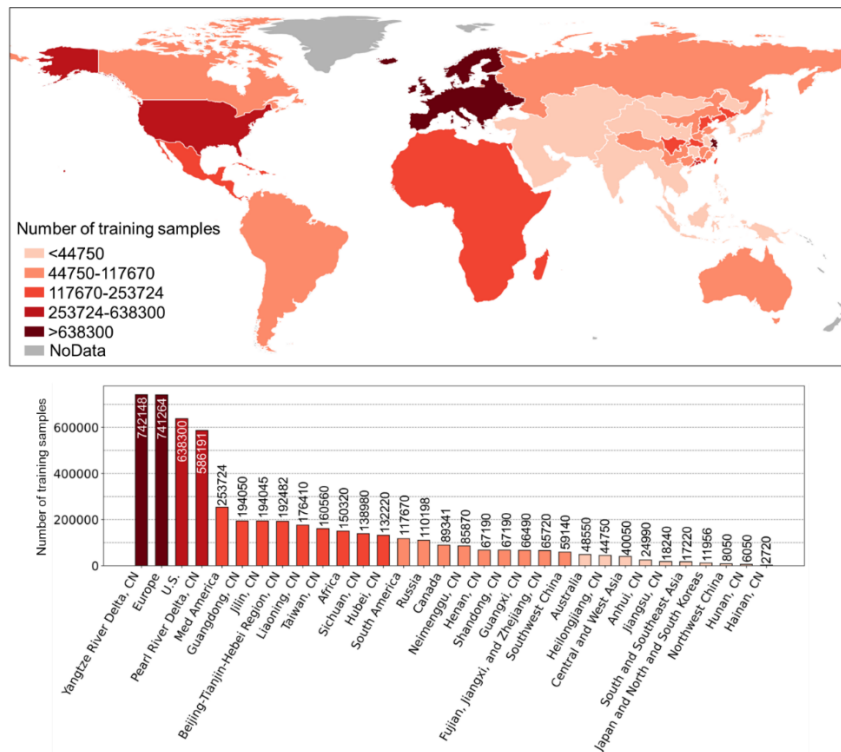 Number of training samples
<44750
44750-117670
117670-253724
253724-638300
>638300
NoData
Number of training samples
600000
400000
200000
0
742148
741264
638300
586191
253724
194050
194045
192482
176410
160560
150320
138980
132220
117670
110198
89341
85870
67190
67190
66490
65720
59140
48550
44750
40050
24990
18240
17220
11956
8050
6050
2720
Yangtze River Delta, CN
Europe
U.S.
Pearl River Delta, CN
Med America
Guangdong, CN
Jilin, CN
Beijing-Tianjin-Hebei Region, CN
Liaoning, CN
Taiwan, CN
Africa
Sichuan, CN
Hubei, CN
South America
Russia
Canada
Neimenggu, CN
Henan, CN
Shandong, CN
Guangxi, CN
Fujian, Jiangxi, and Zhejiang, CN
Southwest China
Australia
Heilongjiang, CN
Central and West Asia
Anhui, CN
Jiangsu, CN
South and Southeast Asia
Japan and North and South Koreas
Northwest China
Hunan, CN
Hainan, CN